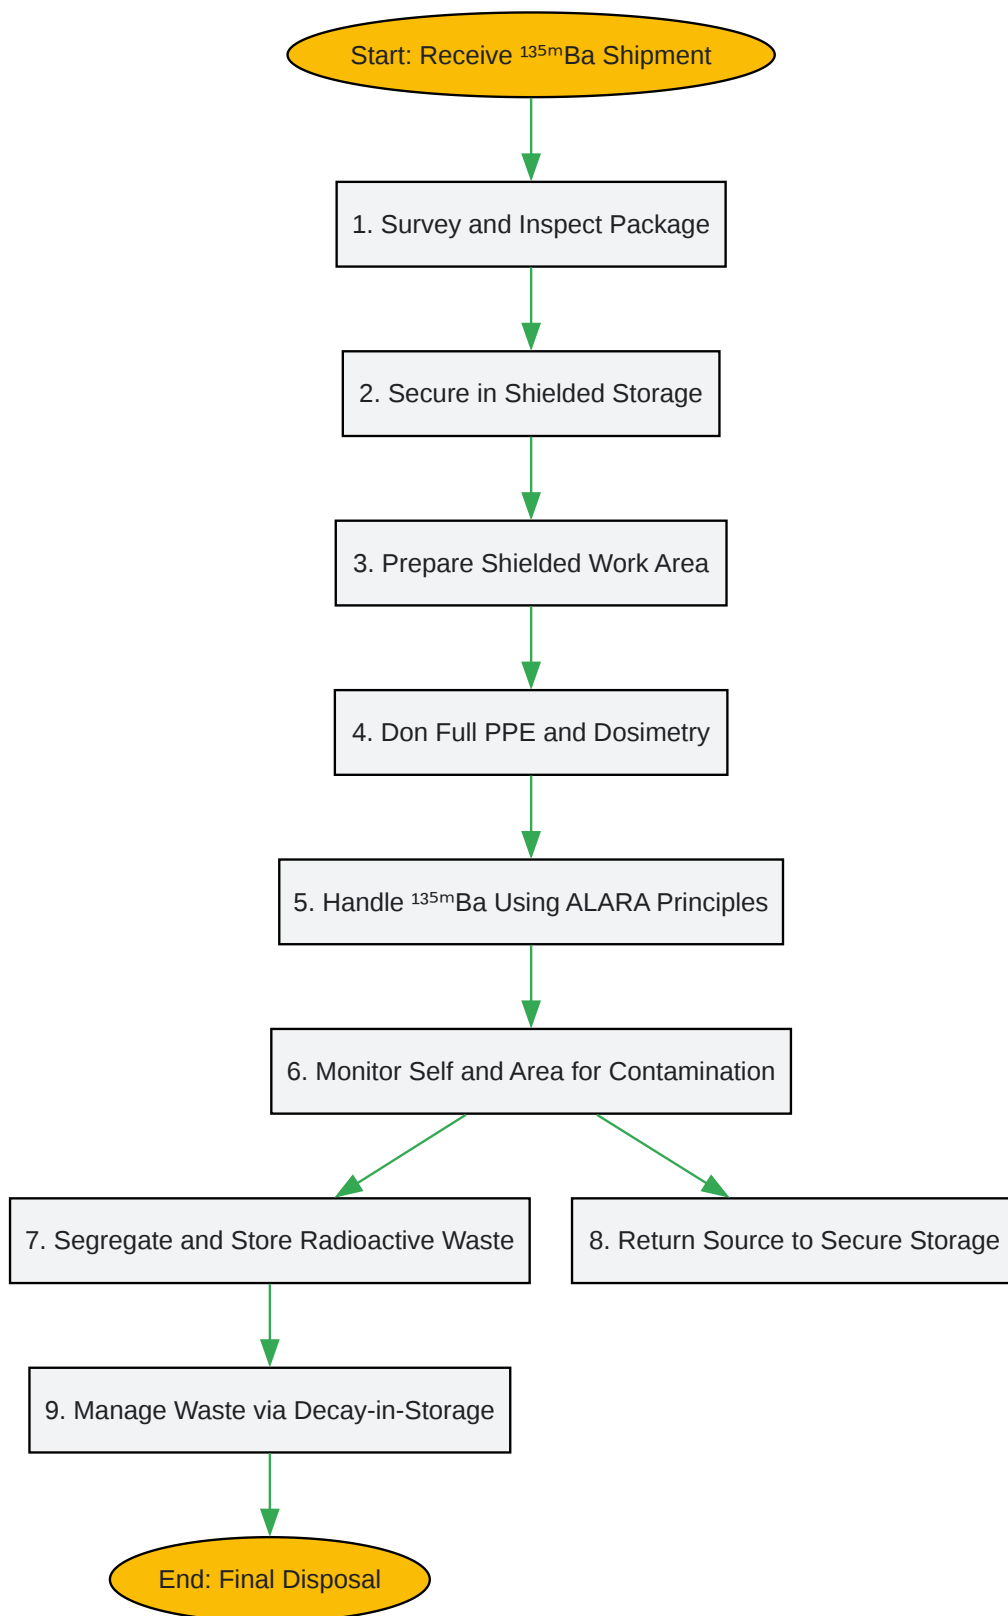 Start: Receive ¹³⁵ᵐBa Shipment
1. Survey and Inspect Package
2. Secure in Shielded Storage
3. Prepare Shielded Work Area
4. Don Full PPE and Dosimetry
5. Handle ¹³⁵ᵐBa Using ALARA Principles
6. Monitor Self and Area for Contamination
7. Segregate and Store Radioactive Waste
8. Return Source to Secure Storage
9. Manage Waste via Decay-in-Storage
End: Final Disposal